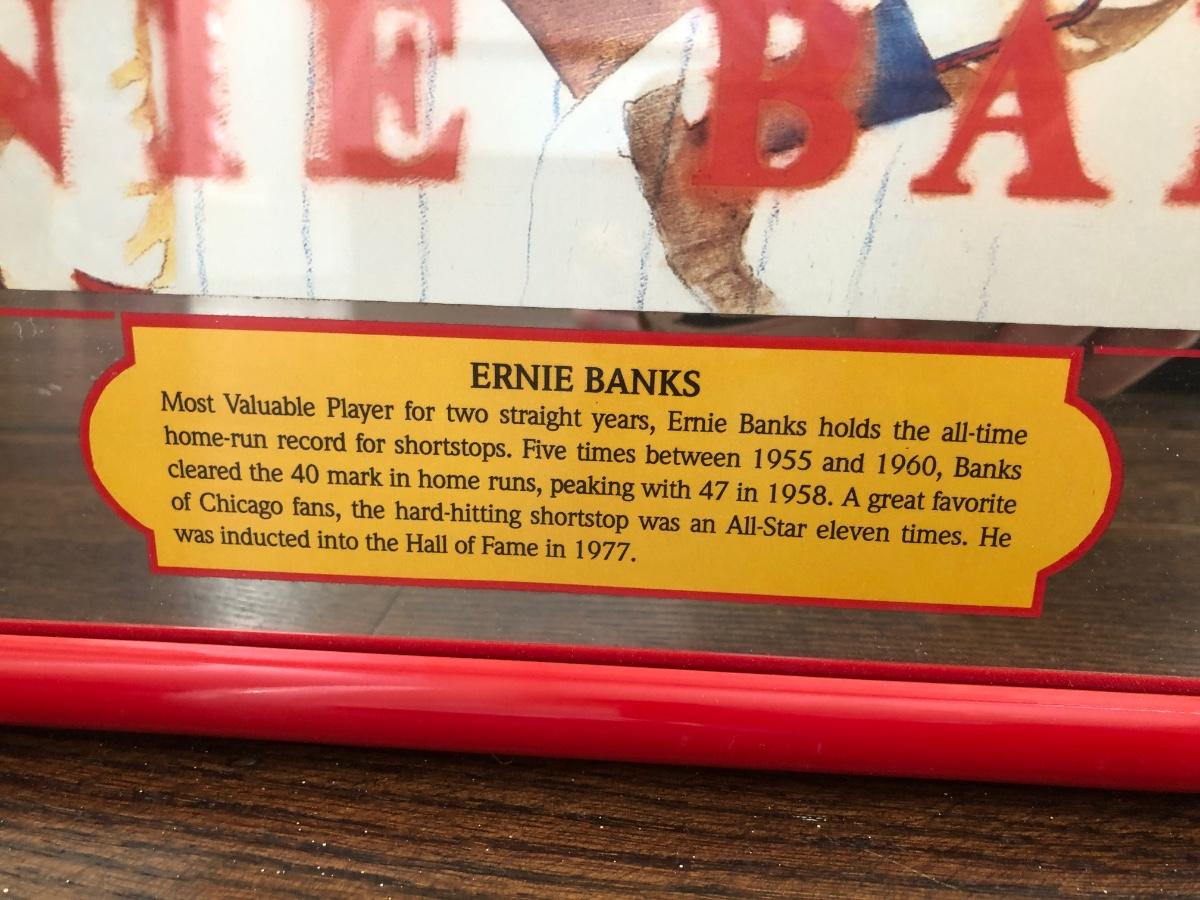 NIE BA
ERNIE BANKS
Most Valuable Player for two straight years, Ernie Banks holds the all-time
home-run record for shortstops. Five times between 1955 and 1960, Banks
cleared the 40 mark in home runs, peaking with 47 in 1958. A great favorite
of Chicago fans, the hard-hitting shortstop was an All-Star eleven times. He
was inducted into the Hall of Fame in 1977.